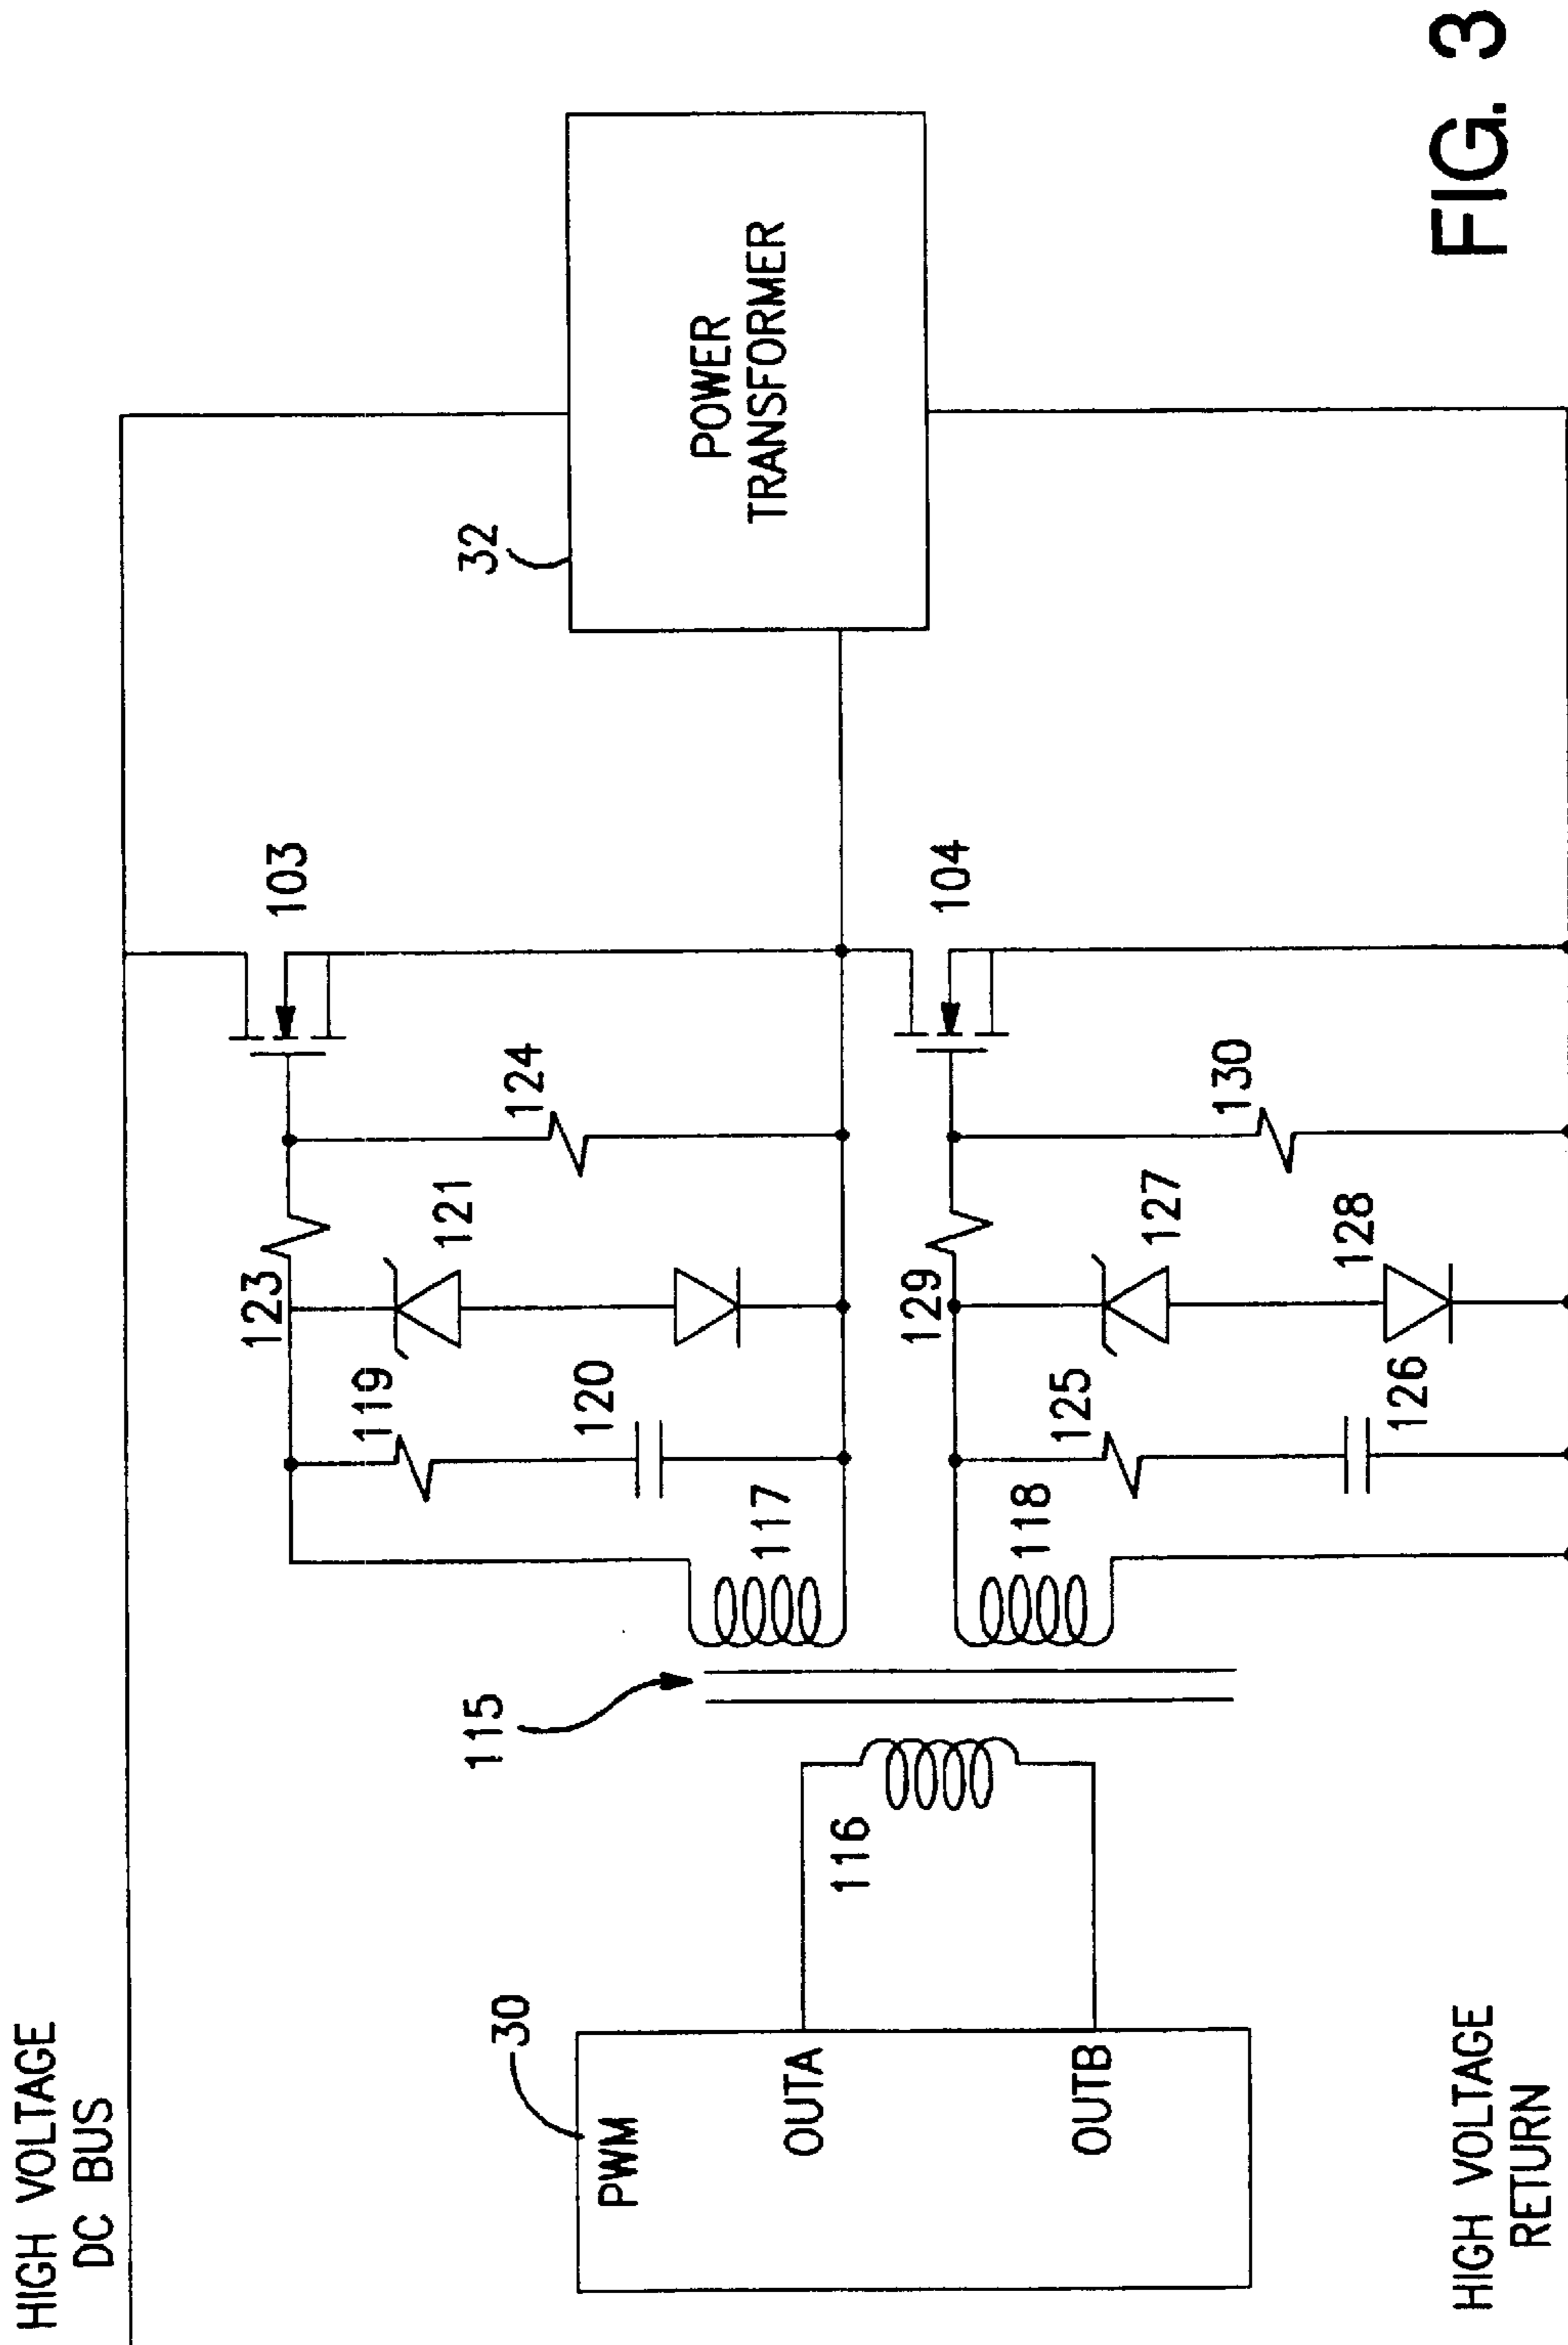 HIGH VOLTAGE
DC BUS
30
PWM
OUTA
OUTB
116
115
117
118
119
120
123
121
124
103
125
126
129
127
128
130
104
32
POWER
TRANSFORMER
HIGH VOLTAGE
RETURN
FIG. 3